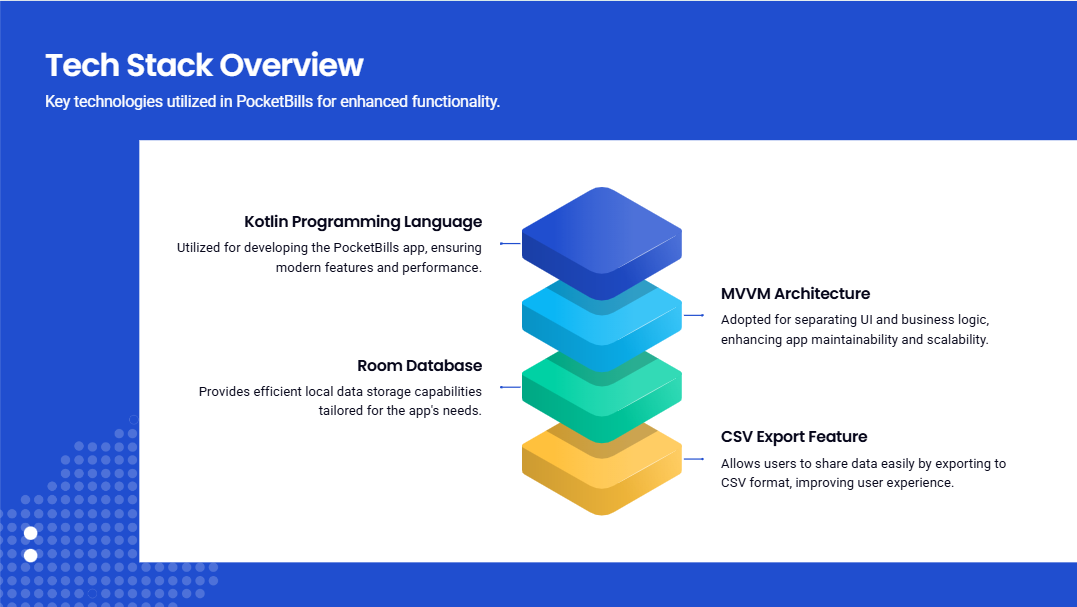 Tech Stack Overview
Key technologies utilized in PocketBills for enhanced functionality.
Kotlin Programming Language
Utilized for developing the PocketBills app, ensuring
modern features and performance.
MVVM Architecture
Adopted for separating UI and business logic,
enhancing app maintainability and scalability.
Room Database
Provides efficient local data storage capabilities
tailored for the app's needs.
CSV Export Feature
Allows users to share data easily by exporting to
CSV format, improving user experience.